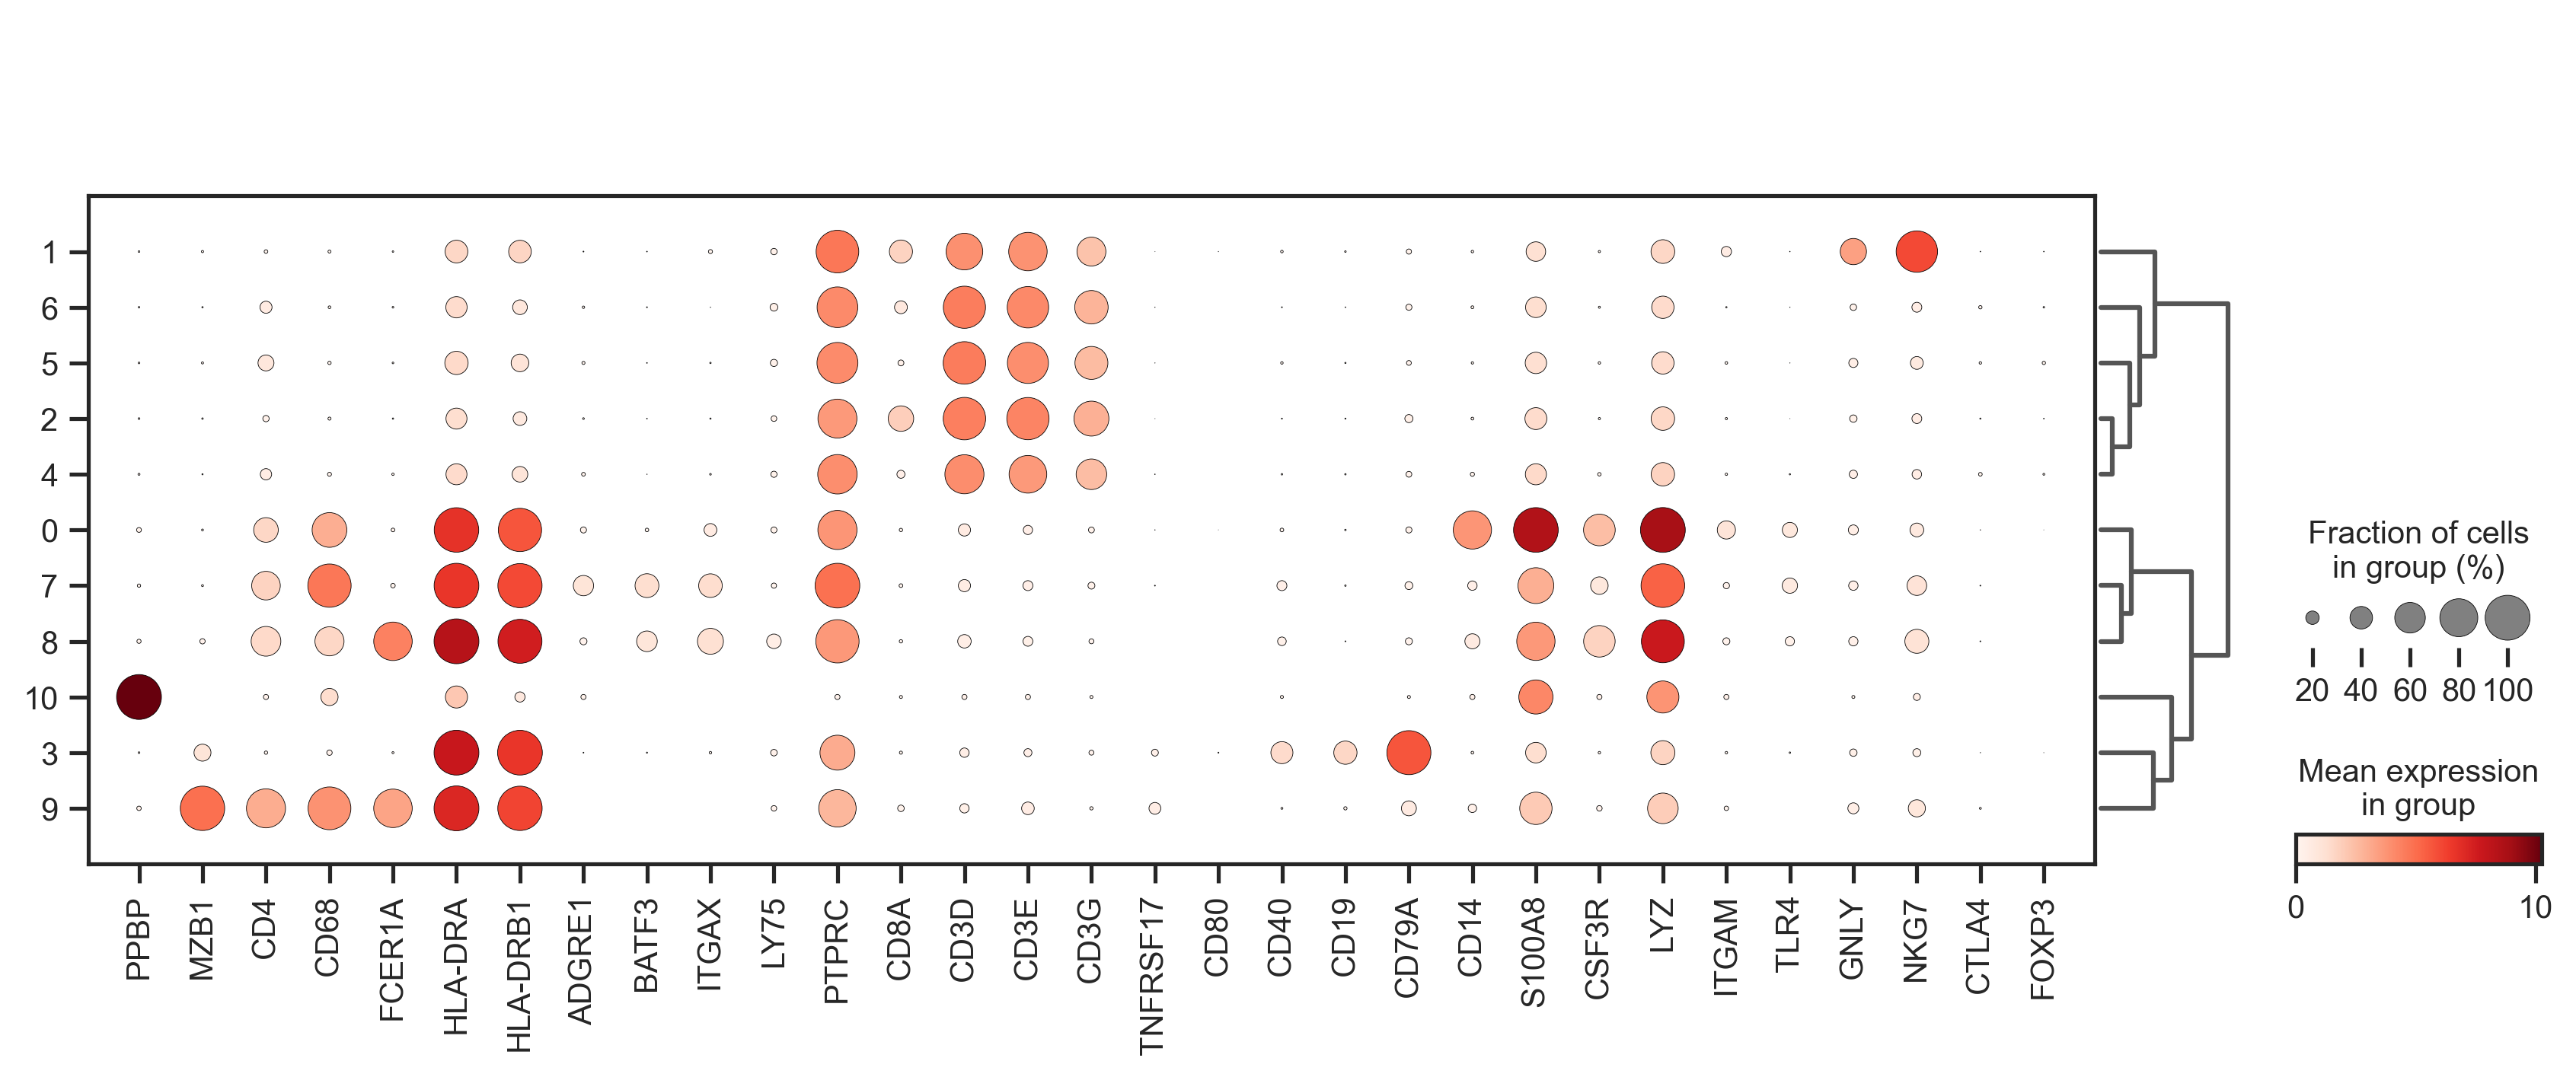 1
6
5
2
4
0
7
8
10
3
9
PPBP
MZB1
CD4
CD68
FCER1A
HLA-DRA
HLA-DRB1
ADGRE1
BATF3
ITGAX
LY75
PTPRC
CD8A
CD3D
CD3E
CD3G
TNFRSF17
CD80
CD40
CD19
CD79A
CD14
S100A8
CSF3R
LYZ
ITGAM
TLR4
GNLY
NKG7
CTLA4
FOXP3
Fraction of cells
in group (%)
20 40 60 80 100
Mean expression
in group
0 10